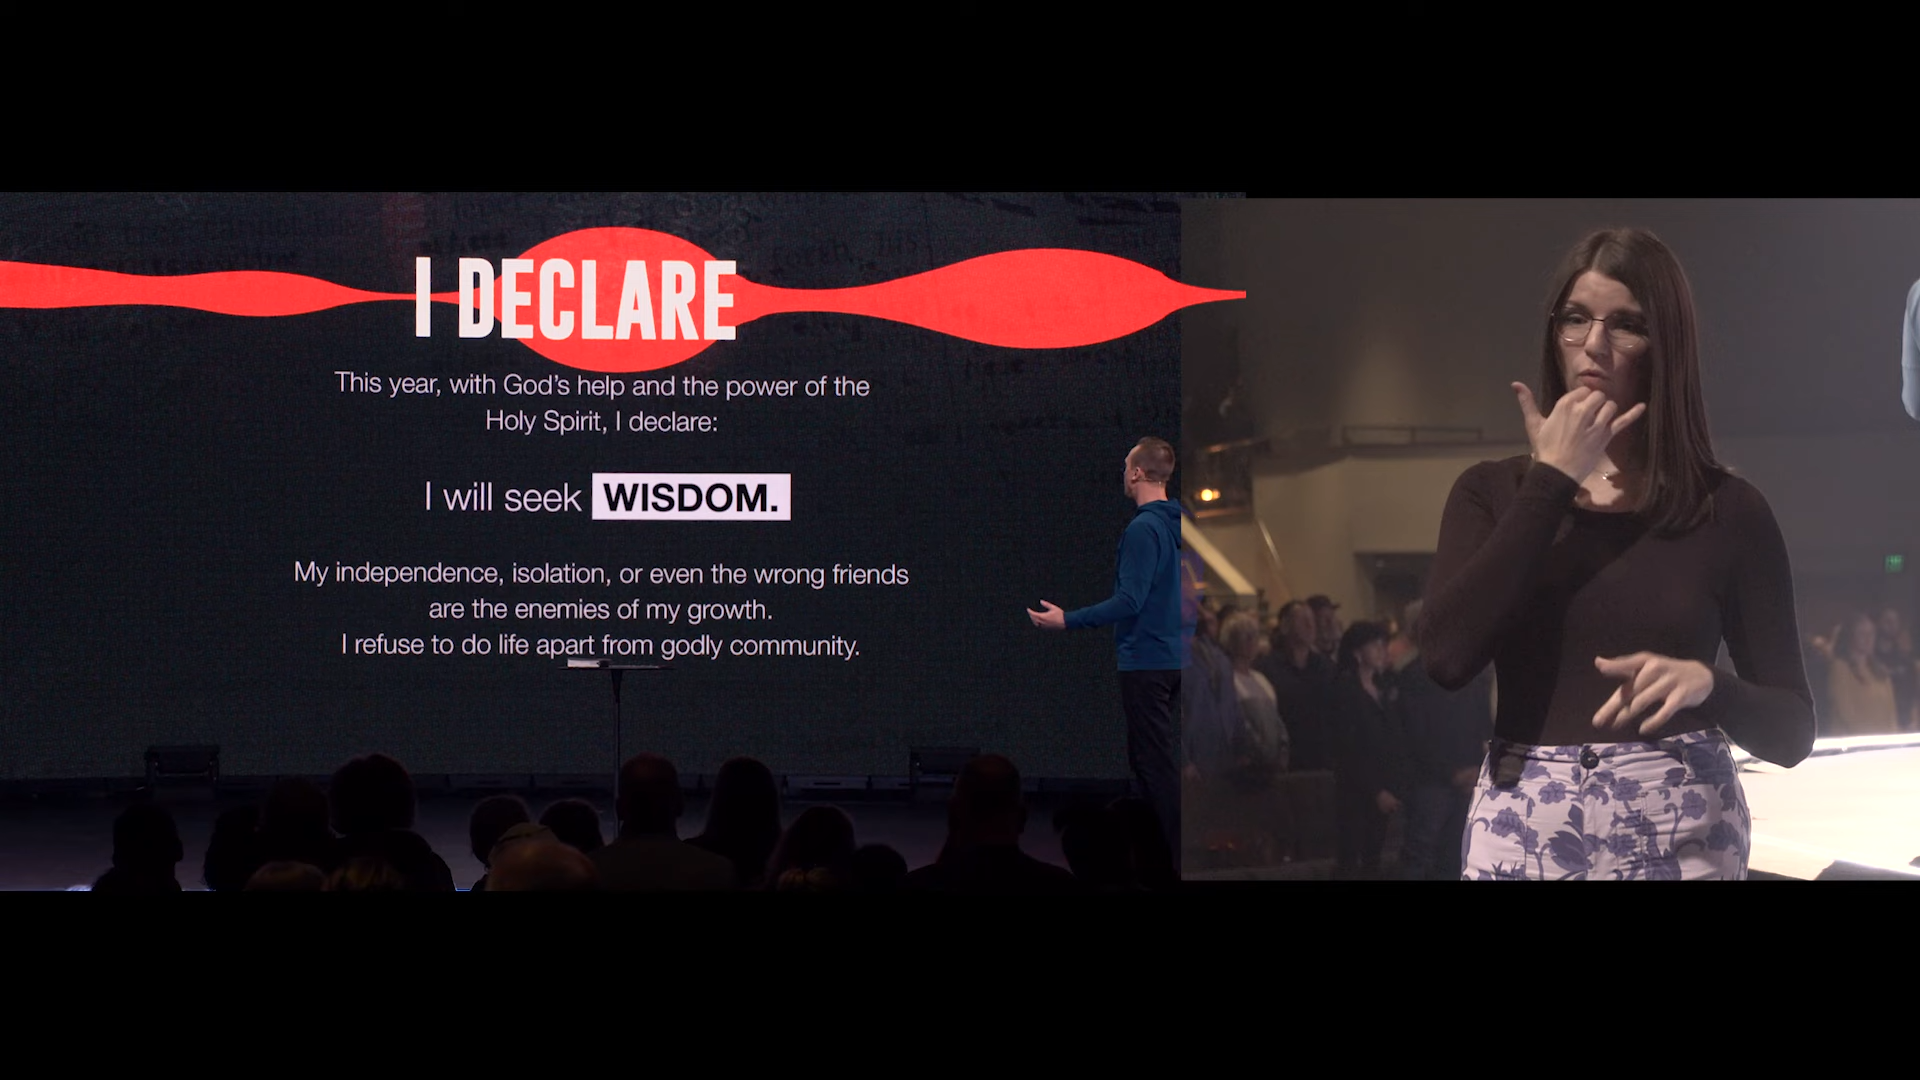 I DECLARE
This year, with God's help and the power of the
Holy Spirit, I declare:
I will seek WISDOM.
My independence, isolation, or even the wrong friends
are the enemies of my growth.
I refuse to do life apart from godly community.